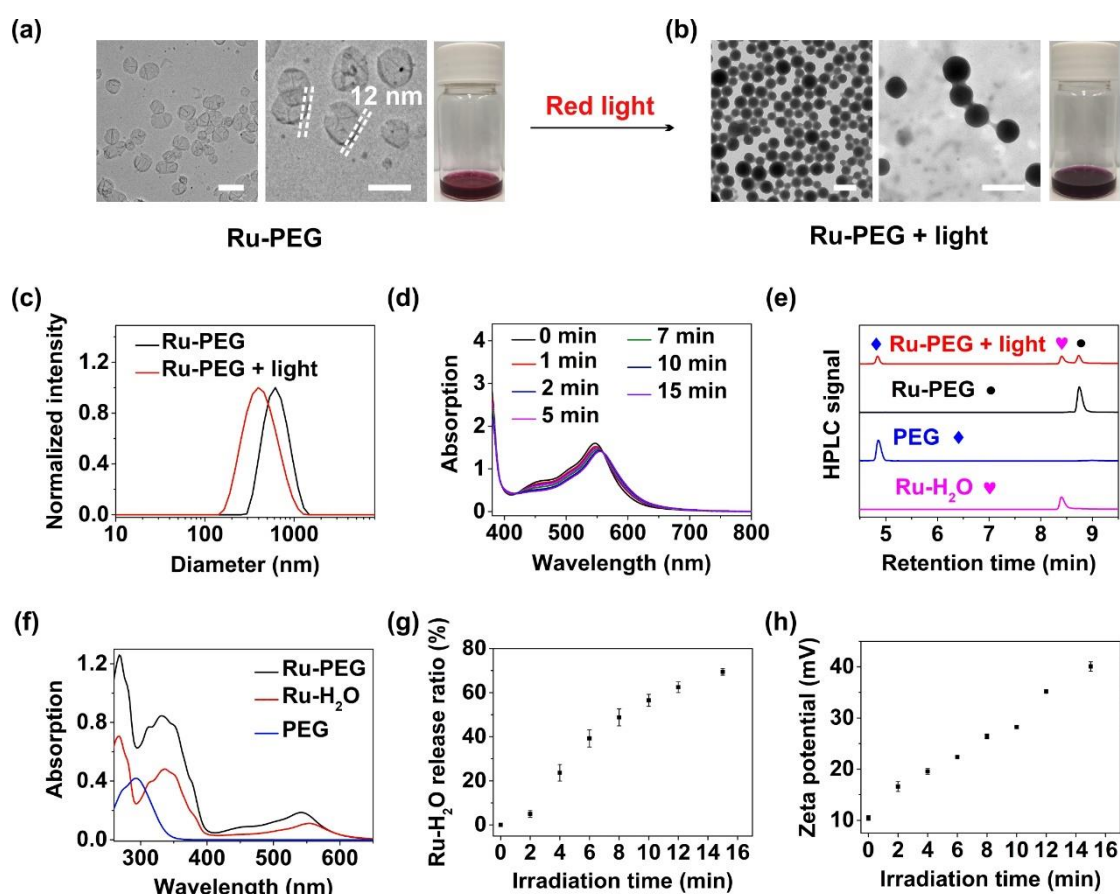 (a)
(b)
12 nm
Red light
Ru-PEG
Ru-PEG + light
(c)
Normalized intensity
1.2
0.8
0.4
0.0
Ru-PEG
Ru-PEG + light
10
100
1000
Diameter (nm)
(d)
Absorption
4
3
2
1
0
0 min
1 min
2 min
5 min
7 min
10 min
15 min
400 500 600 700 800
Wavelength (nm)
(e)
HPLC signal
♦ Ru-PEG + light ♥ ●
Ru-PEG ●
PEG ♦
Ru-H₂O ♥
5 6 7 8 9
Retention time (min)
(f)
Absorption
1.2
0.8
0.4
0.0
Ru-PEG
Ru-H₂O
PEG
300 400 500 600
Wavelength (nm)
(g)
Ru-H₂O release ratio (%)
80
60
40
20
0
0 2 4 6 8 10 12 14 16
Irradiation time (min)
(h)
Zeta potential (mV)
40
30
20
10
0 2 4 6 8 10 12 14 16
Irradiation time (min)